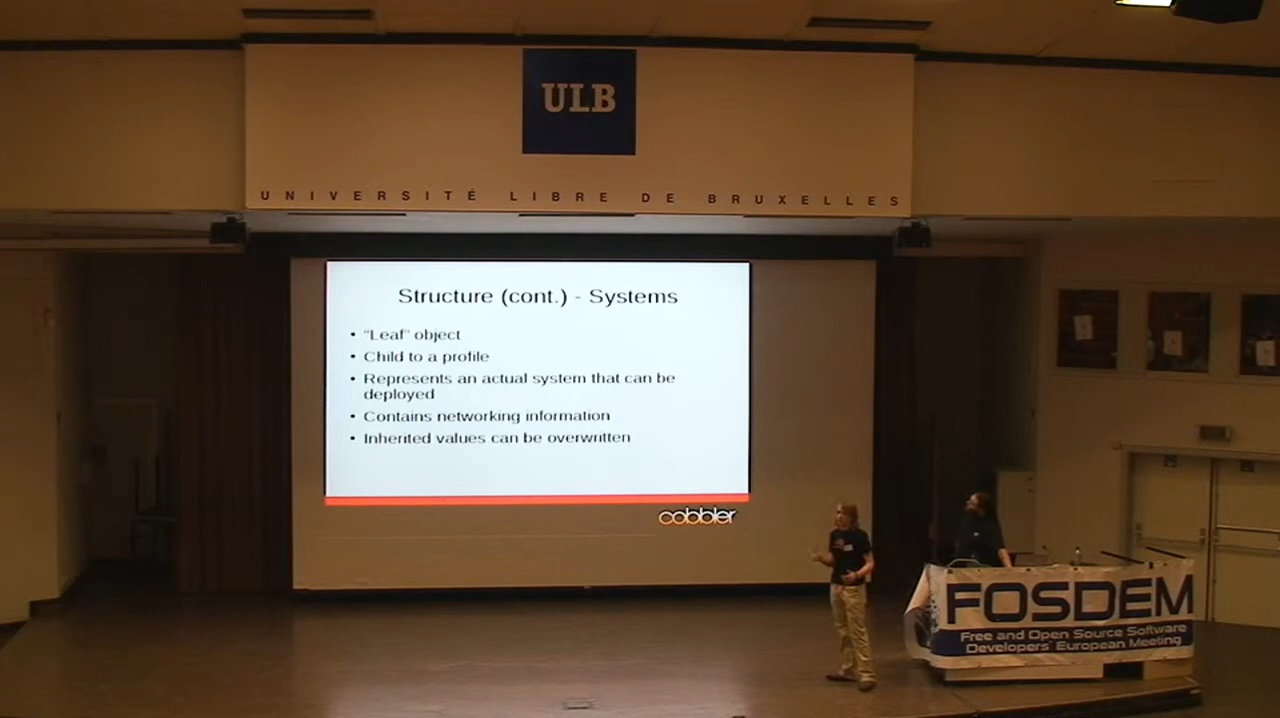 ULB
UNIVERSITÉ LIBRE DE BRUXELLES
Structure (cont.) - Systems
• "Leaf" object
• Child to a profile
• Represents an actual system that can be
deployed
• Contains networking information
• Inherited values can be overwritten
cobbler
FOSDEM
Free and Open Source Software
Developers' European Meeting